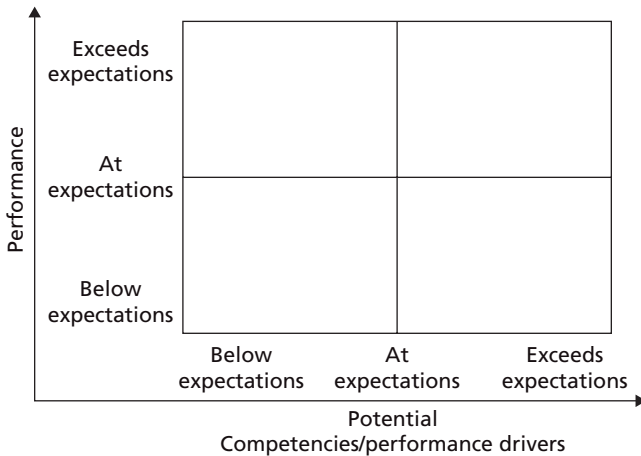 Performance
Exceeds
expectations
At
expectations
Below
expectations
Below
expectations
At
expectations
Exceeds
expectations
Potential
Competencies/performance drivers